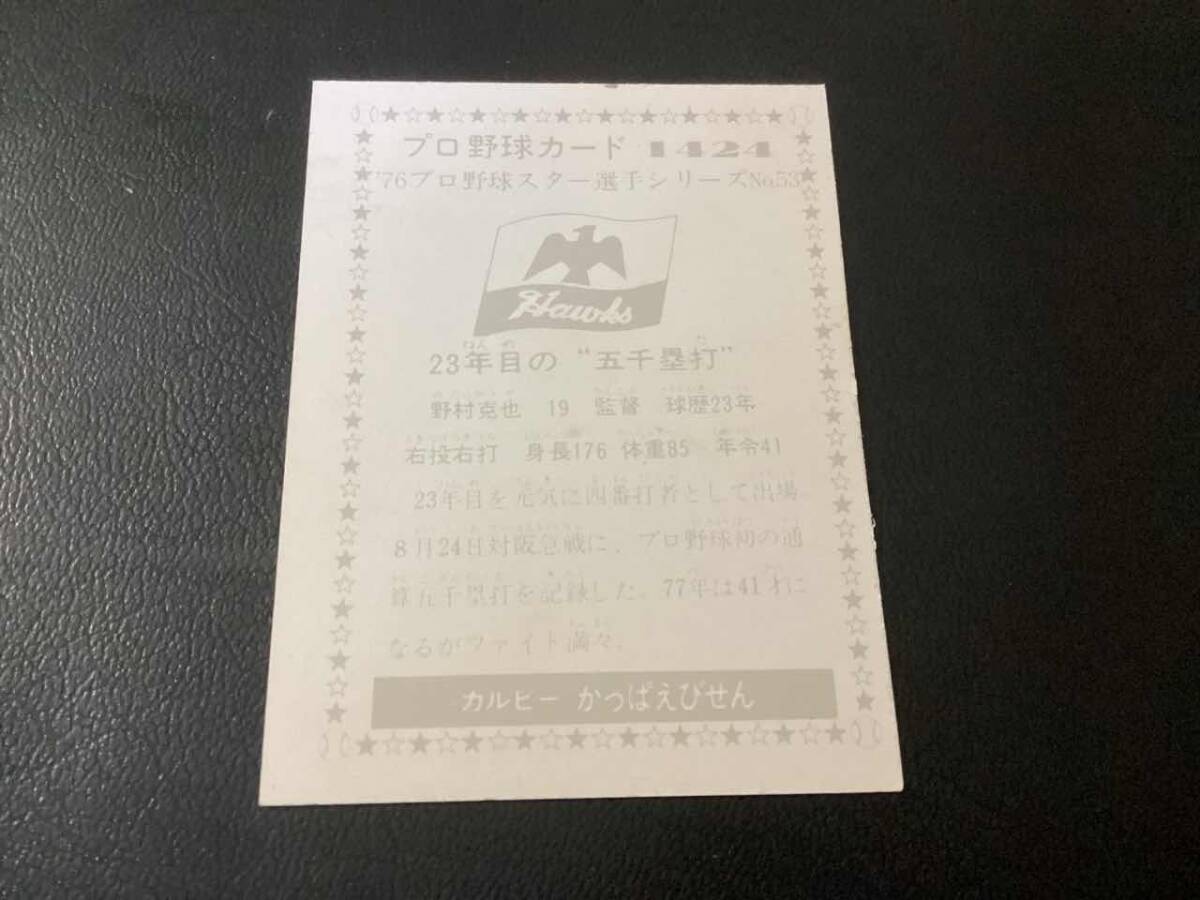 プロ野球カード 1424
'76プロ野球スター選手シリーズNo.53
Hawks
23年目の “五千塁打”
野村克也 19 監督 球歴23年
右投右打 身長176 体重85 年令41
23年目を元気に四番打者として出場
8月24日対阪急戦に、プロ野球初の通
算五千塁打を記録した。77年は41才に
なるがファイト満々。
カルビー かっぱえびせん